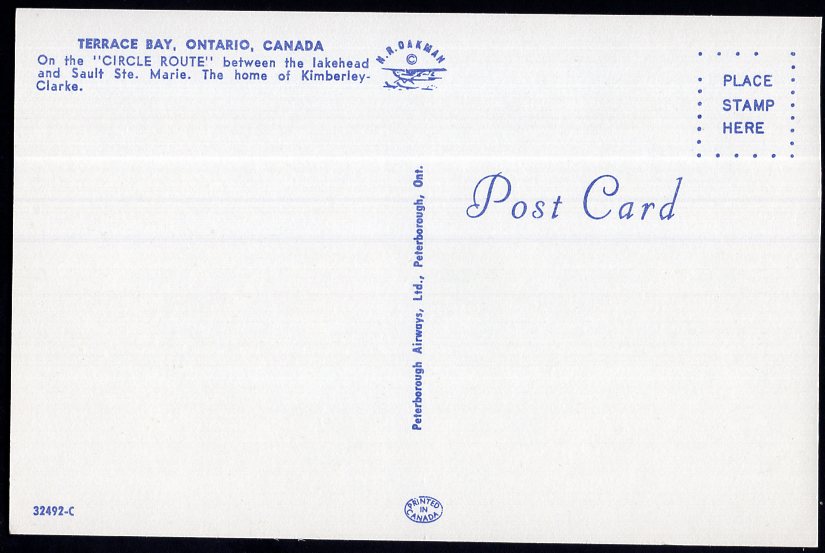 TERRACE BAY, ONTARIO, CANADA
On the "CIRCLE ROUTE" between the lakehead
and Sault Ste. Marie. The home of Kimberley-
Clarke.
N.R.OAKMAN
©
PLACE
STAMP
HERE
Post Card
Peterborough Airways, Ltd., Peterborough, Ont.
32492-C
PRINTED
IN
CANADA